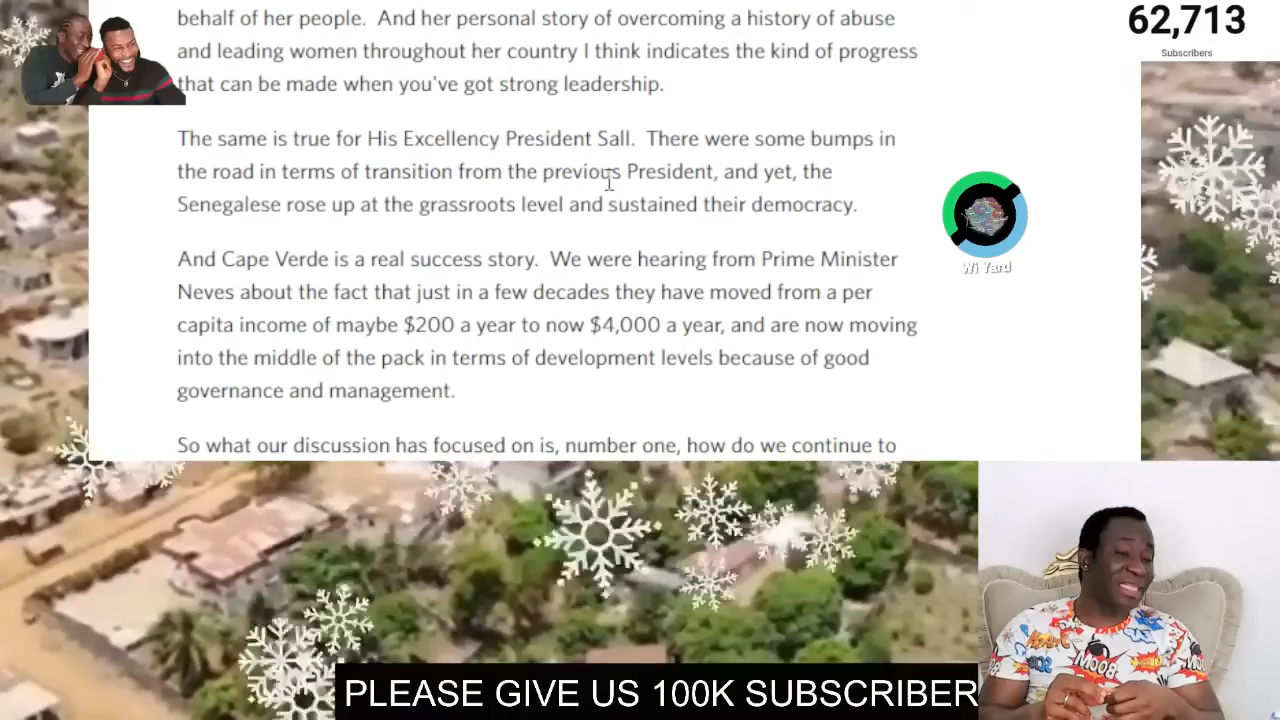 behalf of her people. And her personal story of overcoming a history of abuse
and leading women throughout her country I think indicates the kind of progress
that can be made when you've got strong leadership.
The same is true for His Excellency President Sall. There were some bumps in
the road in terms of transition from the previous President, and yet, the
Senegalese rose up at the grassroots level and sustained their democracy.
And Cape Verde is a real success story. We were hearing from Prime Minister
Neves about the fact that just in a few decades they have moved from a per
capita income of maybe $200 a year to now $4,000 a year, and are now moving
into the middle of the pack in terms of development levels because of good
governance and management.
So what our discussion has focused on is, number one, how do we continue to
62,713
Subscribers
Wi Yard
MOOO!
PLEASE GIVE US 100K SUBSCRIBER